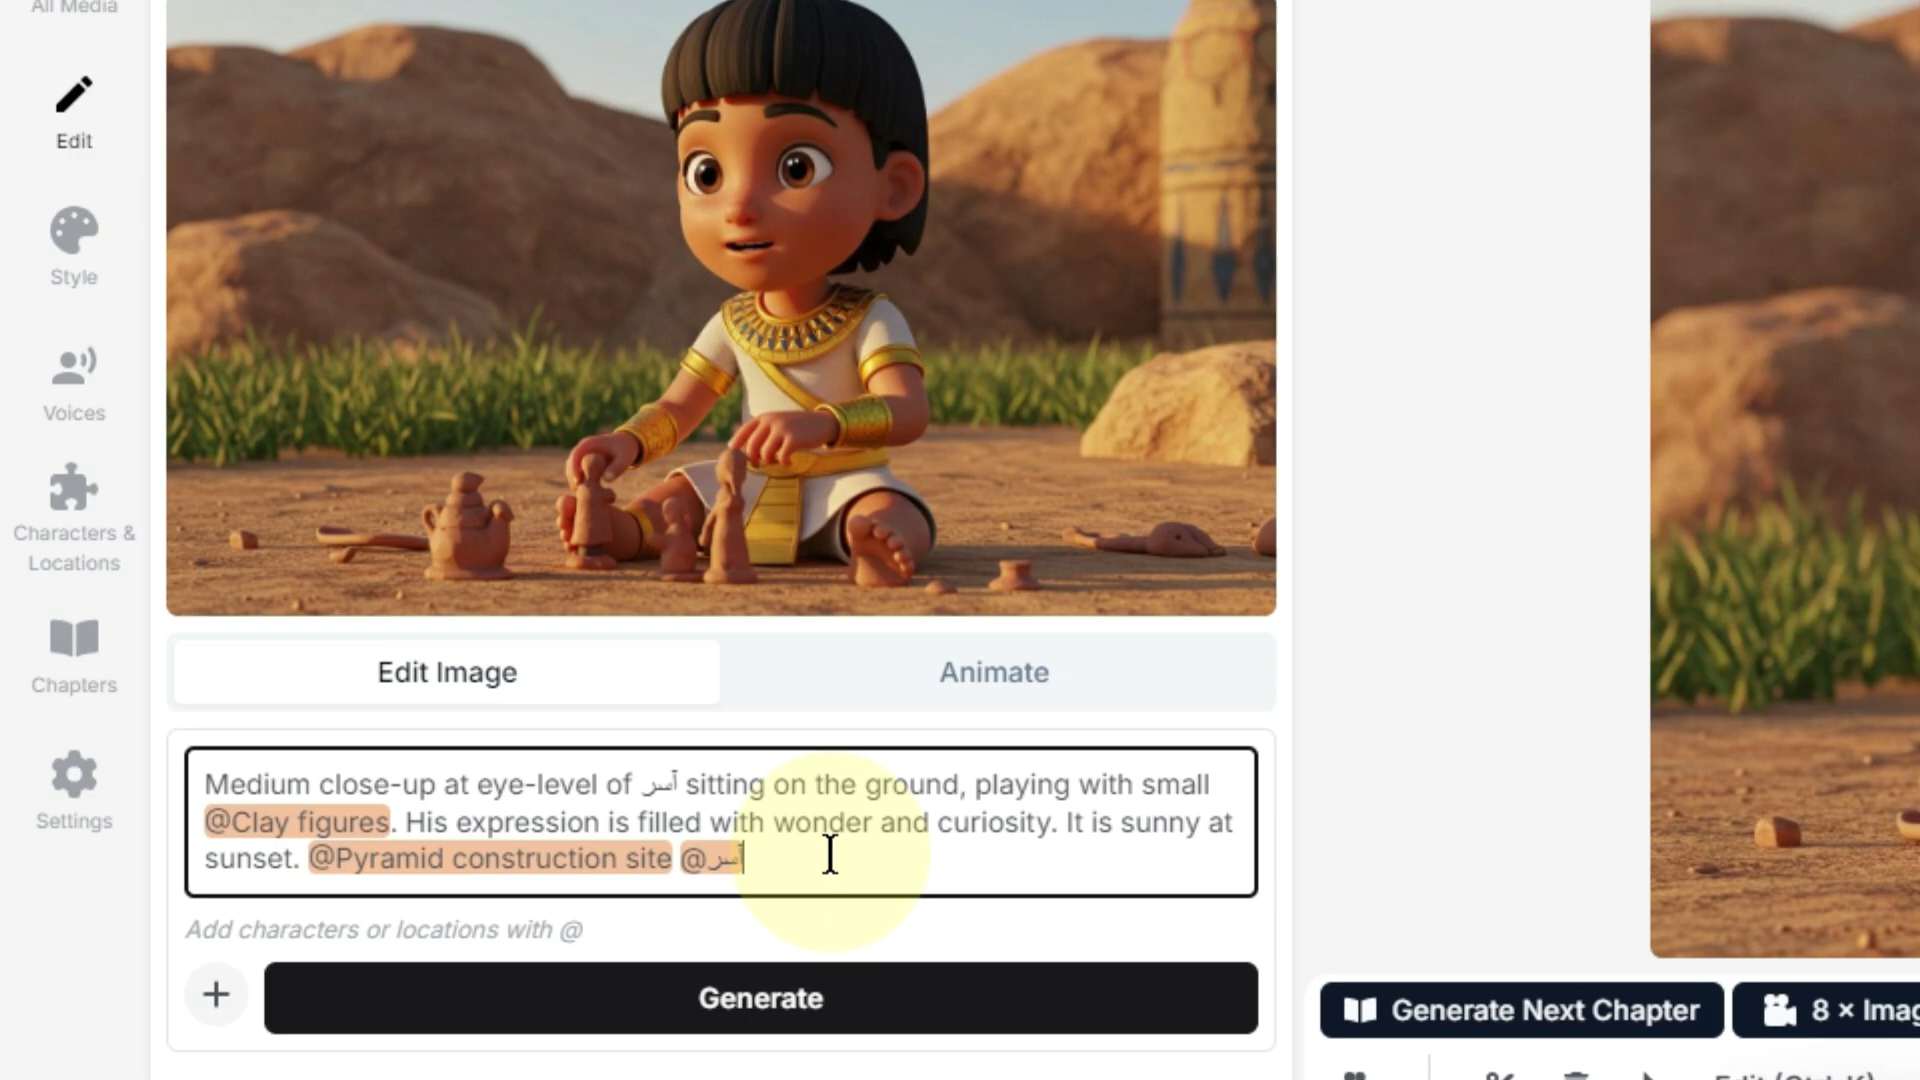 All Media
Edit
Style
Voices
Characters &
Locations
Chapters
Settings
Edit Image
Animate
Medium close-up at eye-level of آسر sitting on the ground, playing with small
@Clay figures. His expression is filled with wonder and curiosity. It is sunny at
sunset. @Pyramid construction site @آسر
Add characters or locations with @
Generate
Generate Next Chapter
8 × Imag